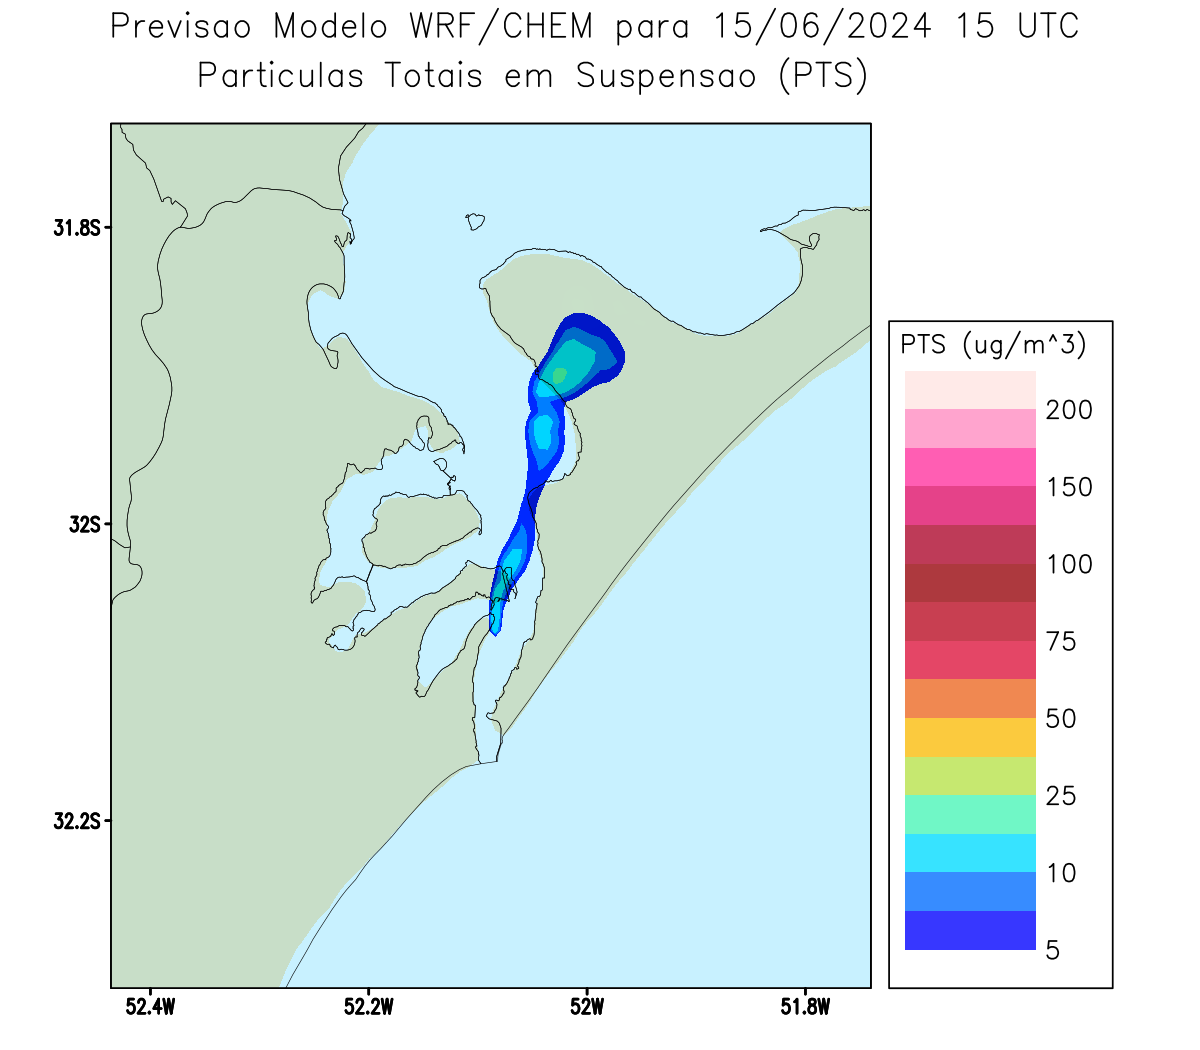 Previsao Modelo WRF/CHEM para 15/06/2024 15 UTC
Particulas Totais em Suspensao (PTS)
31.8S
32S
32.2S
52.4W
52.2W
52W
51.8W
PTS (ug/m^3)
200
150
100
75
50
25
10
5